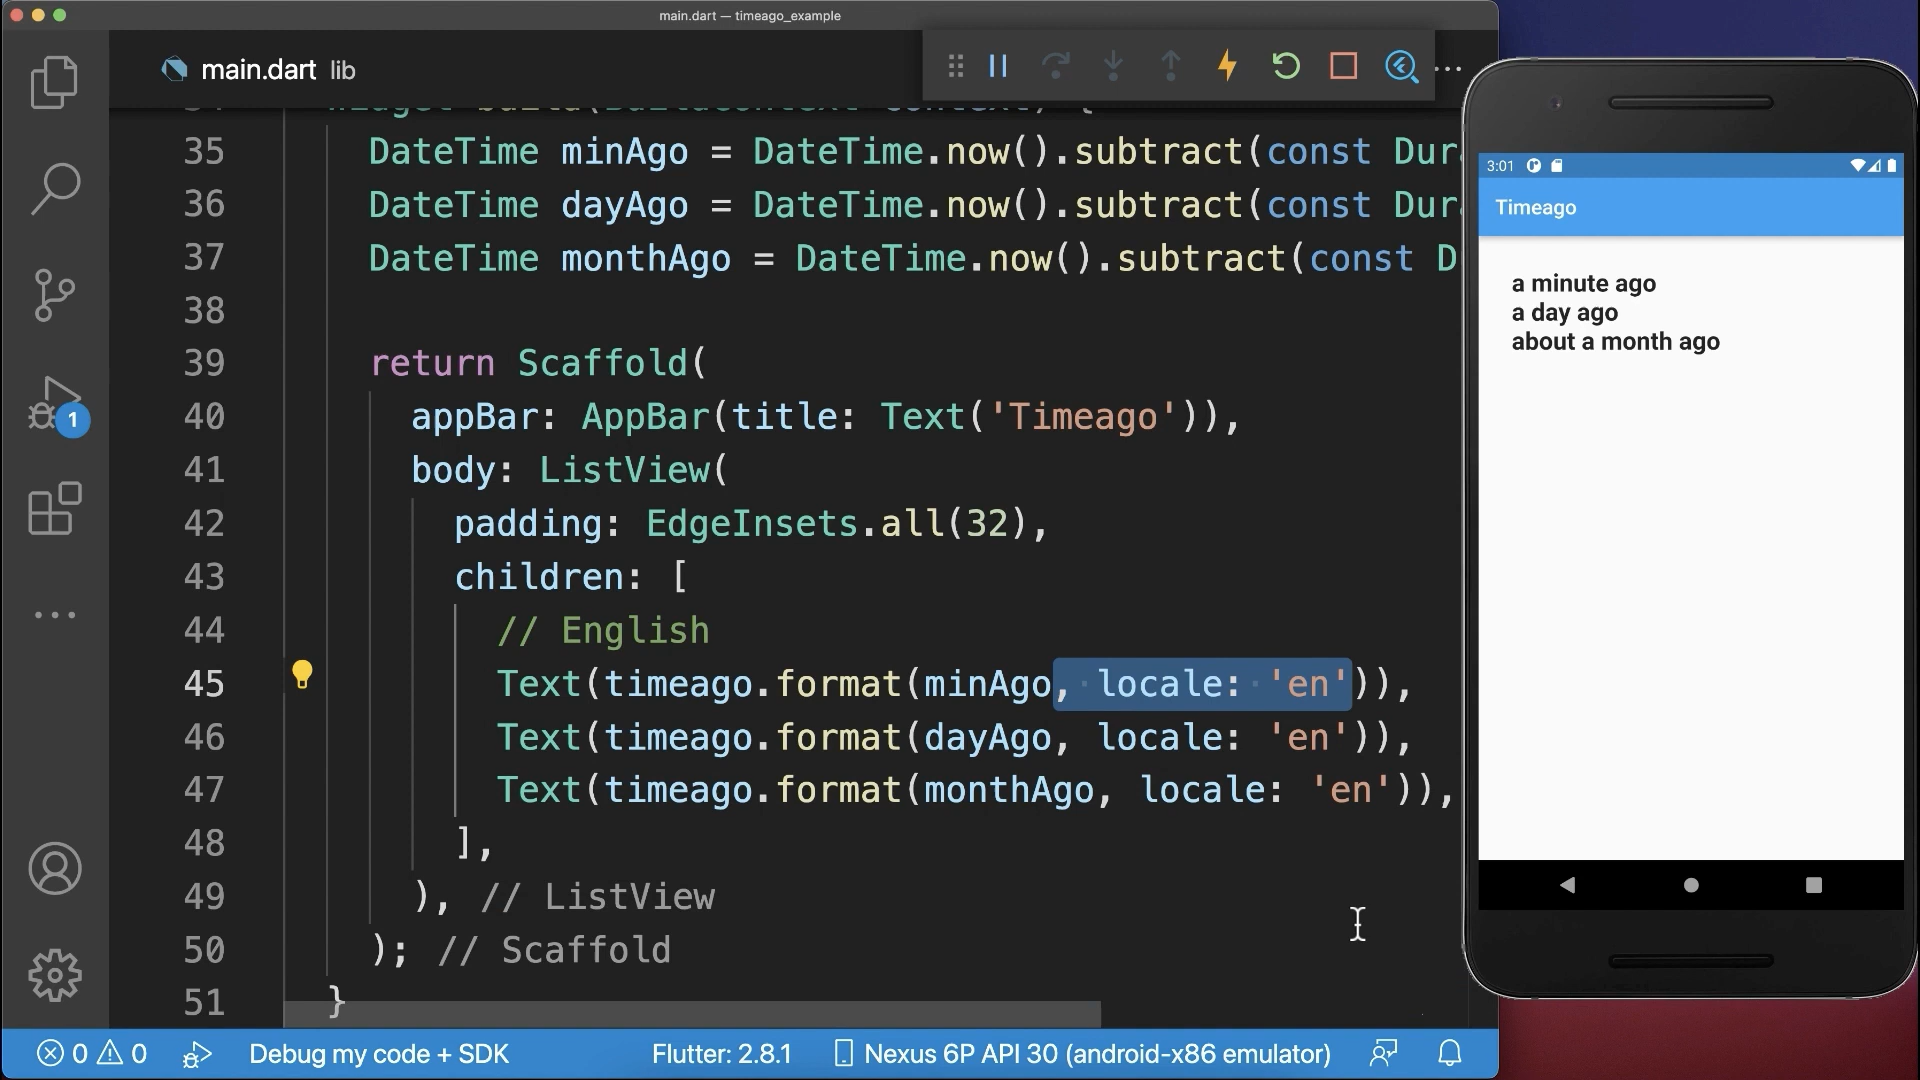 main.dart — timeago_example
main.dart lib
35 DateTime minAgo = DateTime.now().subtract(const Dur
36 DateTime dayAgo = DateTime.now().subtract(const Dur
37 DateTime monthAgo = DateTime.now().subtract(const D
38
39 return Scaffold(
40 appBar: AppBar(title: Text('Timeago')),
41 body: ListView(
42 padding: EdgeInsets.all(32),
43 children: [
44 // English
45 Text(timeago.format(minAgo, locale: 'en')),
46 Text(timeago.format(dayAgo, locale: 'en')),
47 Text(timeago.format(monthAgo, locale: 'en')),
48 ],
49 ), // ListView
50 ); // Scaffold
51 }
1
0 0 Debug my code + SDK Flutter: 2.8.1 Nexus 6P API 30 (android-x86 emulator)
3:01
Timeago
a minute ago
a day ago
about a month ago